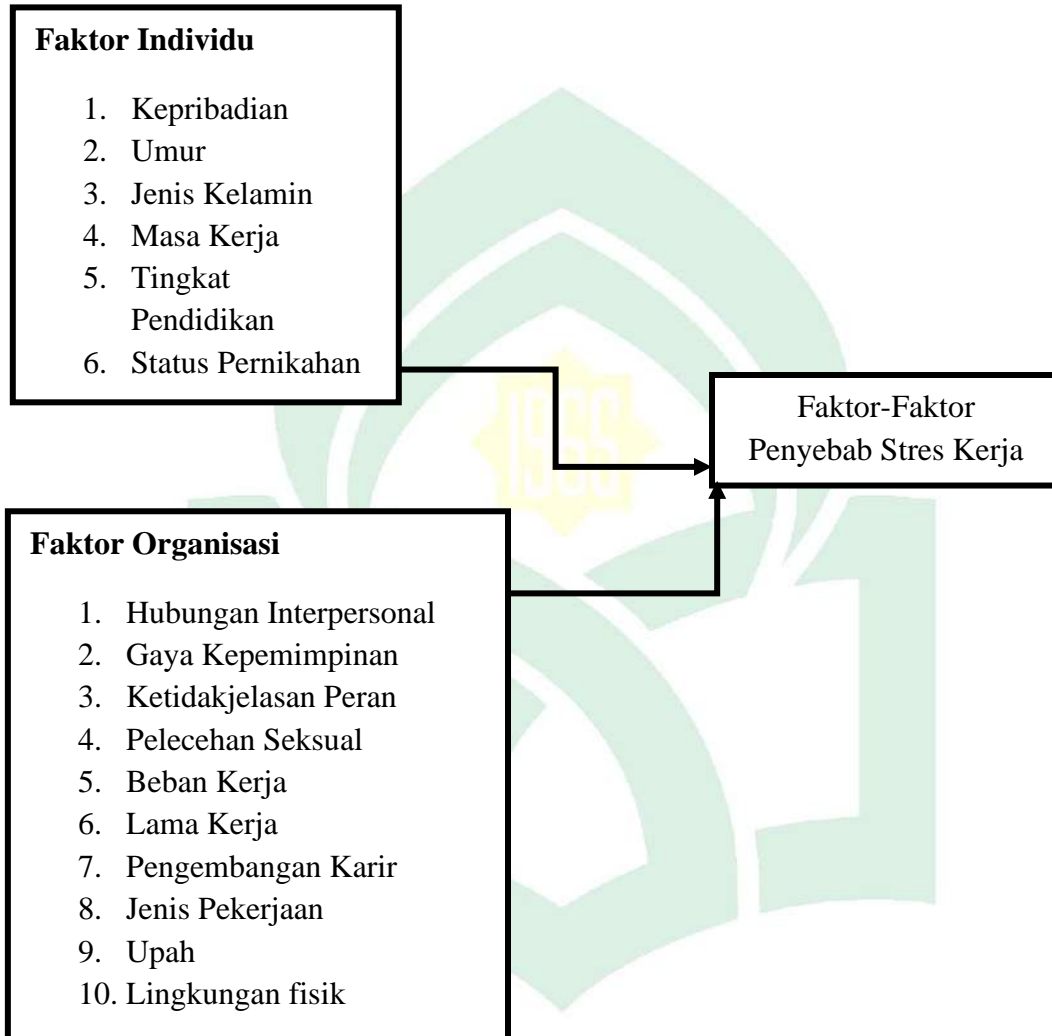 Faktor Individu
1. Kepribadian
2. Umur
3. Jenis Kelamin
4. Masa Kerja
5. Tingkat
Pendidikan
6. Status Pernikahan
Faktor-Faktor
Penyebab Stres Kerja
Faktor Organisasi
1. Hubungan Interpersonal
2. Gaya Kepemimpinan
3. Ketidakjelasan Peran
4. Pelecehan Seksual
5. Beban Kerja
6. Lama Kerja
7. Pengembangan Karir
8. Jenis Pekerjaan
9. Upah
10. Lingkungan fisik
1965